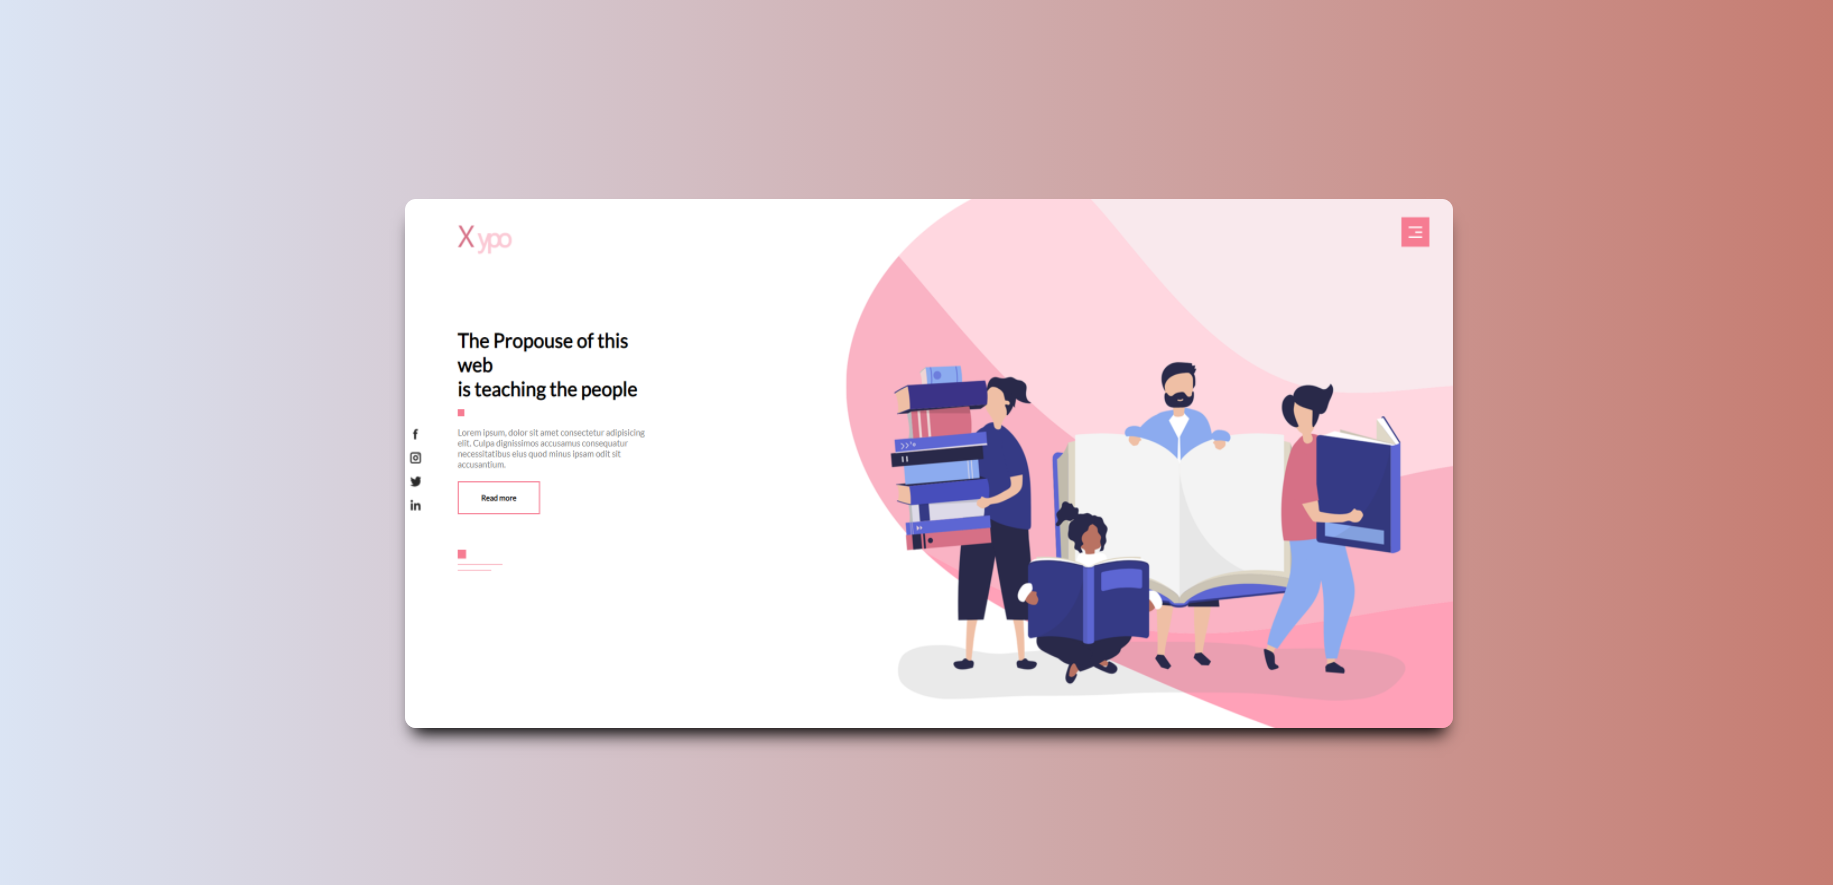 X ypo
The Propouse of this
web
is teaching the people
Lorem ipsum, dolor sit amet consectetur adipisicing
elit. Culpa dignissimos accusamus consequatur
necessitatibus eius quod minus ipsam odit sit
accusantium.
Read more